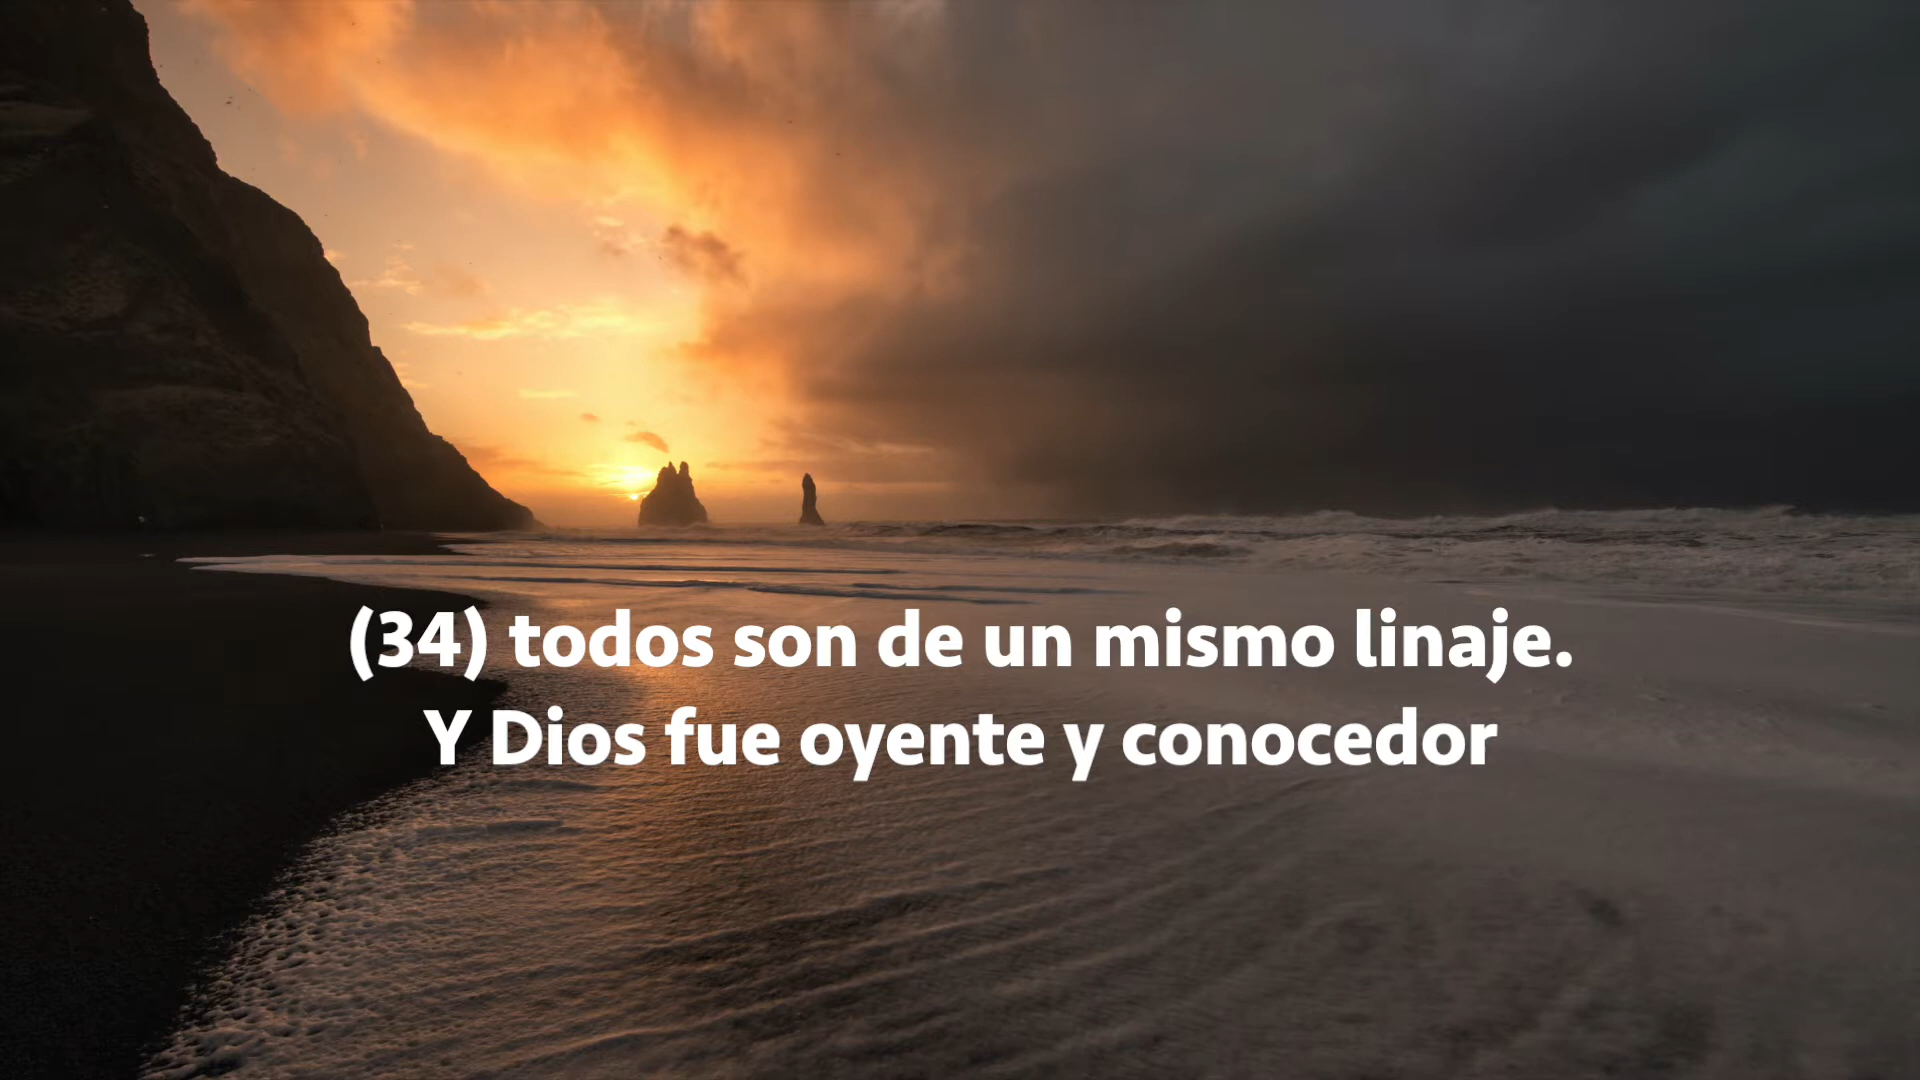 (34) todos son de un mismo linaje.
Y Dios fue oyente y conocedor